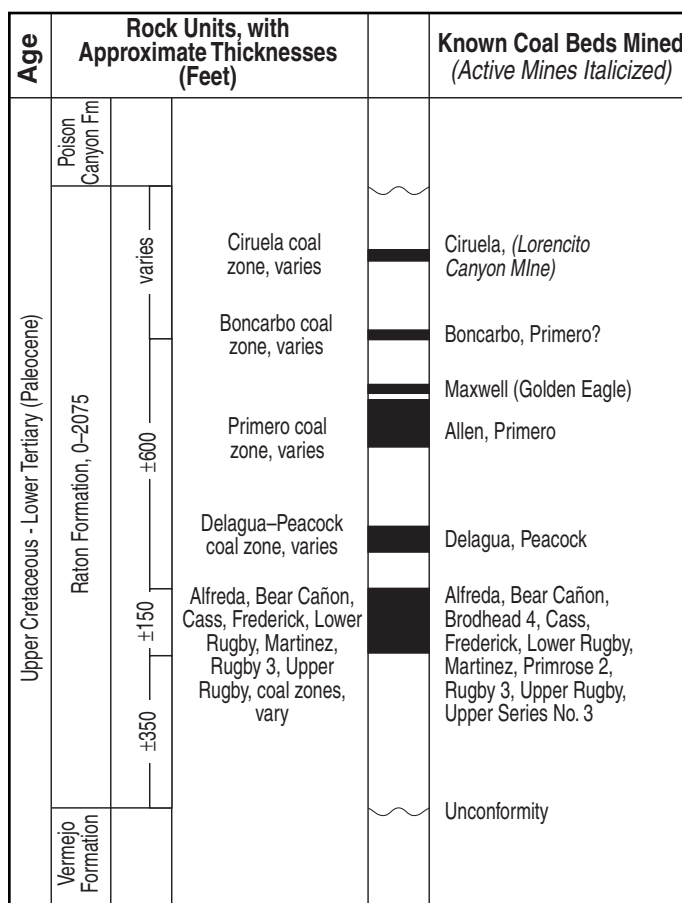 Age
Rock Units, with
Approximate Thicknesses
(Feet)
Known Coal Beds Mined
(Active Mines Italicized)
Upper Cretaceous - Lower Tertiary (Paleocene)
Poison
Canyon Fm
Raton Formation, 0–2075
Vermejo
Formation
varies
±600
±150
±350
Ciruela coal
zone, varies
Ciruela, (Lorencito
Canyon MIne)
Boncarbo coal
zone, varies
Boncarbo, Primero?
Maxwell (Golden Eagle)
Primero coal
zone, varies
Allen, Primero
Delagua–Peacock
coal zone, varies
Delagua, Peacock
Alfreda, Bear Cañon,
Cass, Frederick, Lower
Rugby, Martinez,
Rugby 3, Upper
Rugby, coal zones,
vary
Alfreda, Bear Cañon,
Brodhead 4, Cass,
Frederick, Lower Rugby,
Martinez, Primrose 2,
Rugby 3, Upper Rugby,
Upper Series No. 3
Unconformity